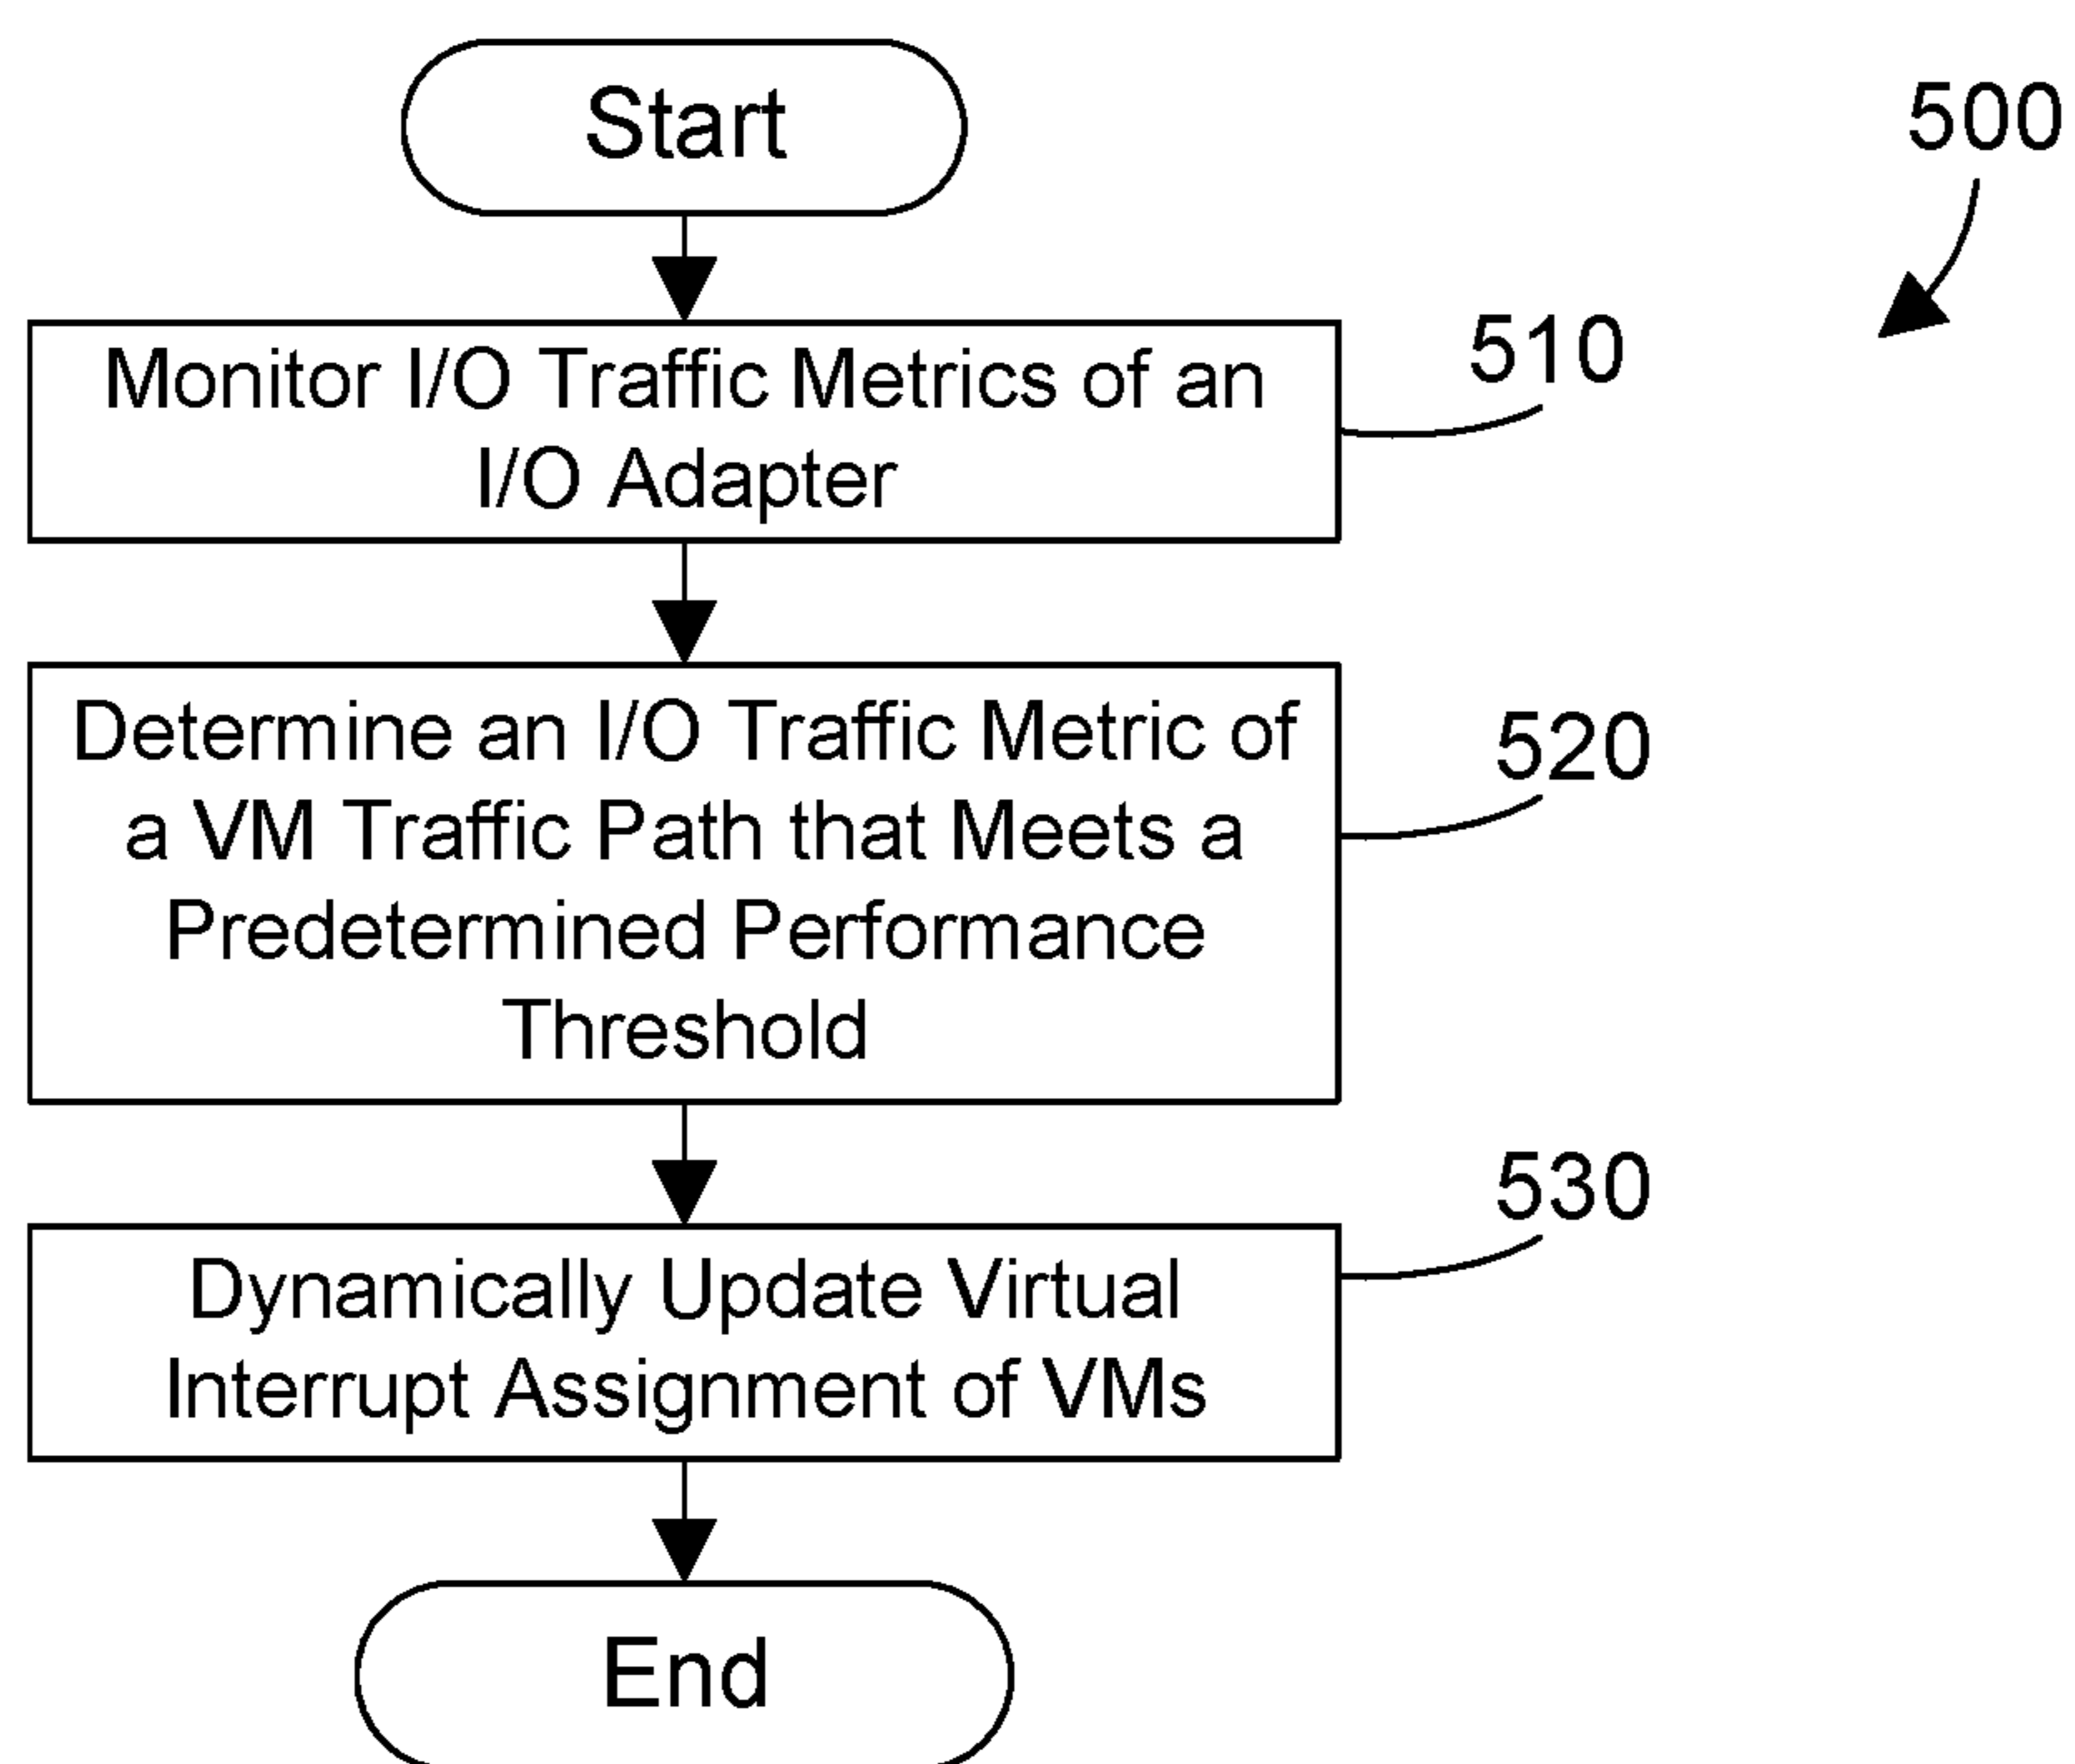 Start
500
Monitor I/O Traffic Metrics of an
I/O Adapter
510
Determine an I/O Traffic Metric of
a VM Traffic Path that Meets a
Predetermined Performance
Threshold
520
Dynamically Update Virtual
Interrupt Assignment of VMs
530
End